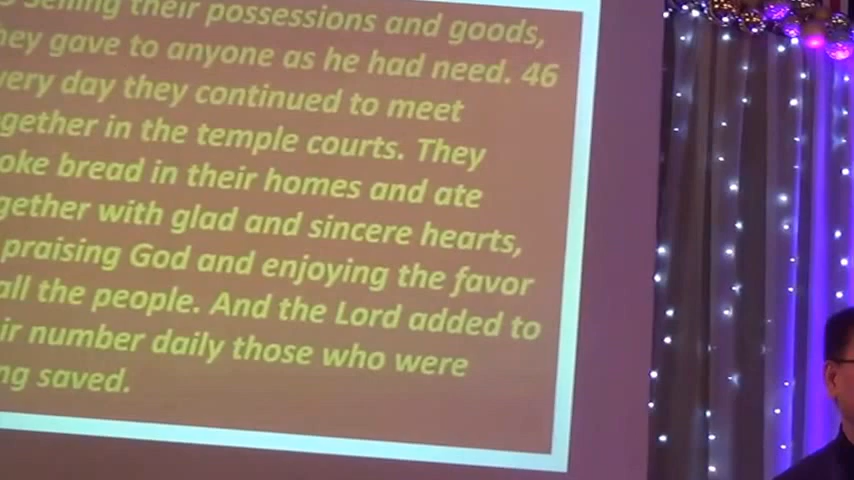 selling their possessions and goods,
hey gave to anyone as he had need. 46
very day they continued to meet
gether in the temple courts. They
oke bread in their homes and ate
gether with glad and sincere hearts,
praising God and enjoying the favor
all the people. And the Lord added to
ir number daily those who were
ng saved.